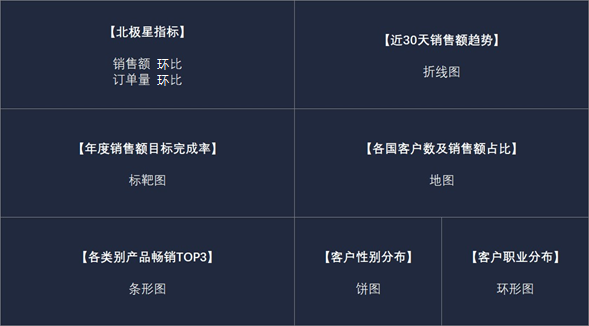 【北极星指标】
销售额 环比
订单量 环比
【近30天销售额趋势】
折线图
【年度销售额目标完成率】
标靶图
【各国客户数及销售额占比】
地图
【各类别产品畅销TOP3】
条形图
【客户性别分布】
饼图
【客户职业分布】
环形图